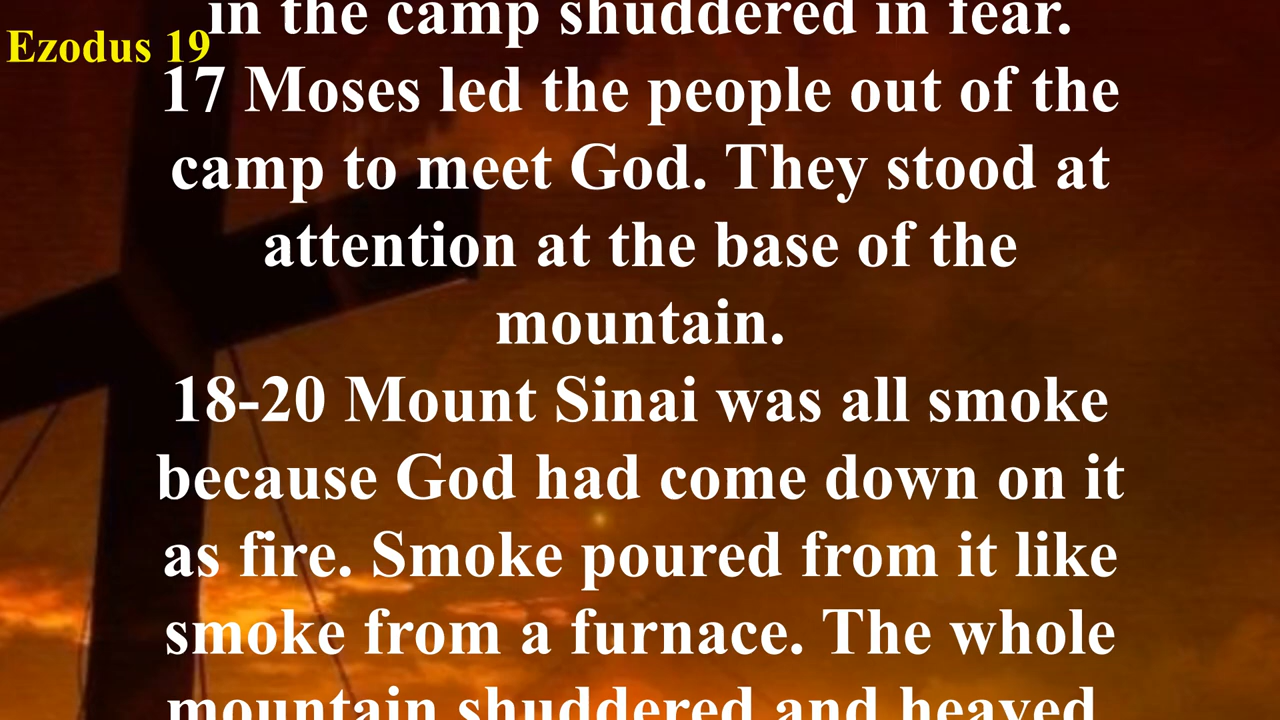 in the camp shuddered in fear.
Ezodus 19
17 Moses led the people out of the
camp to meet God. They stood at
attention at the base of the
mountain.
18-20 Mount Sinai was all smoke
because God had come down on it
as fire. Smoke poured from it like
smoke from a furnace. The whole
mountain shuddered and heaved.